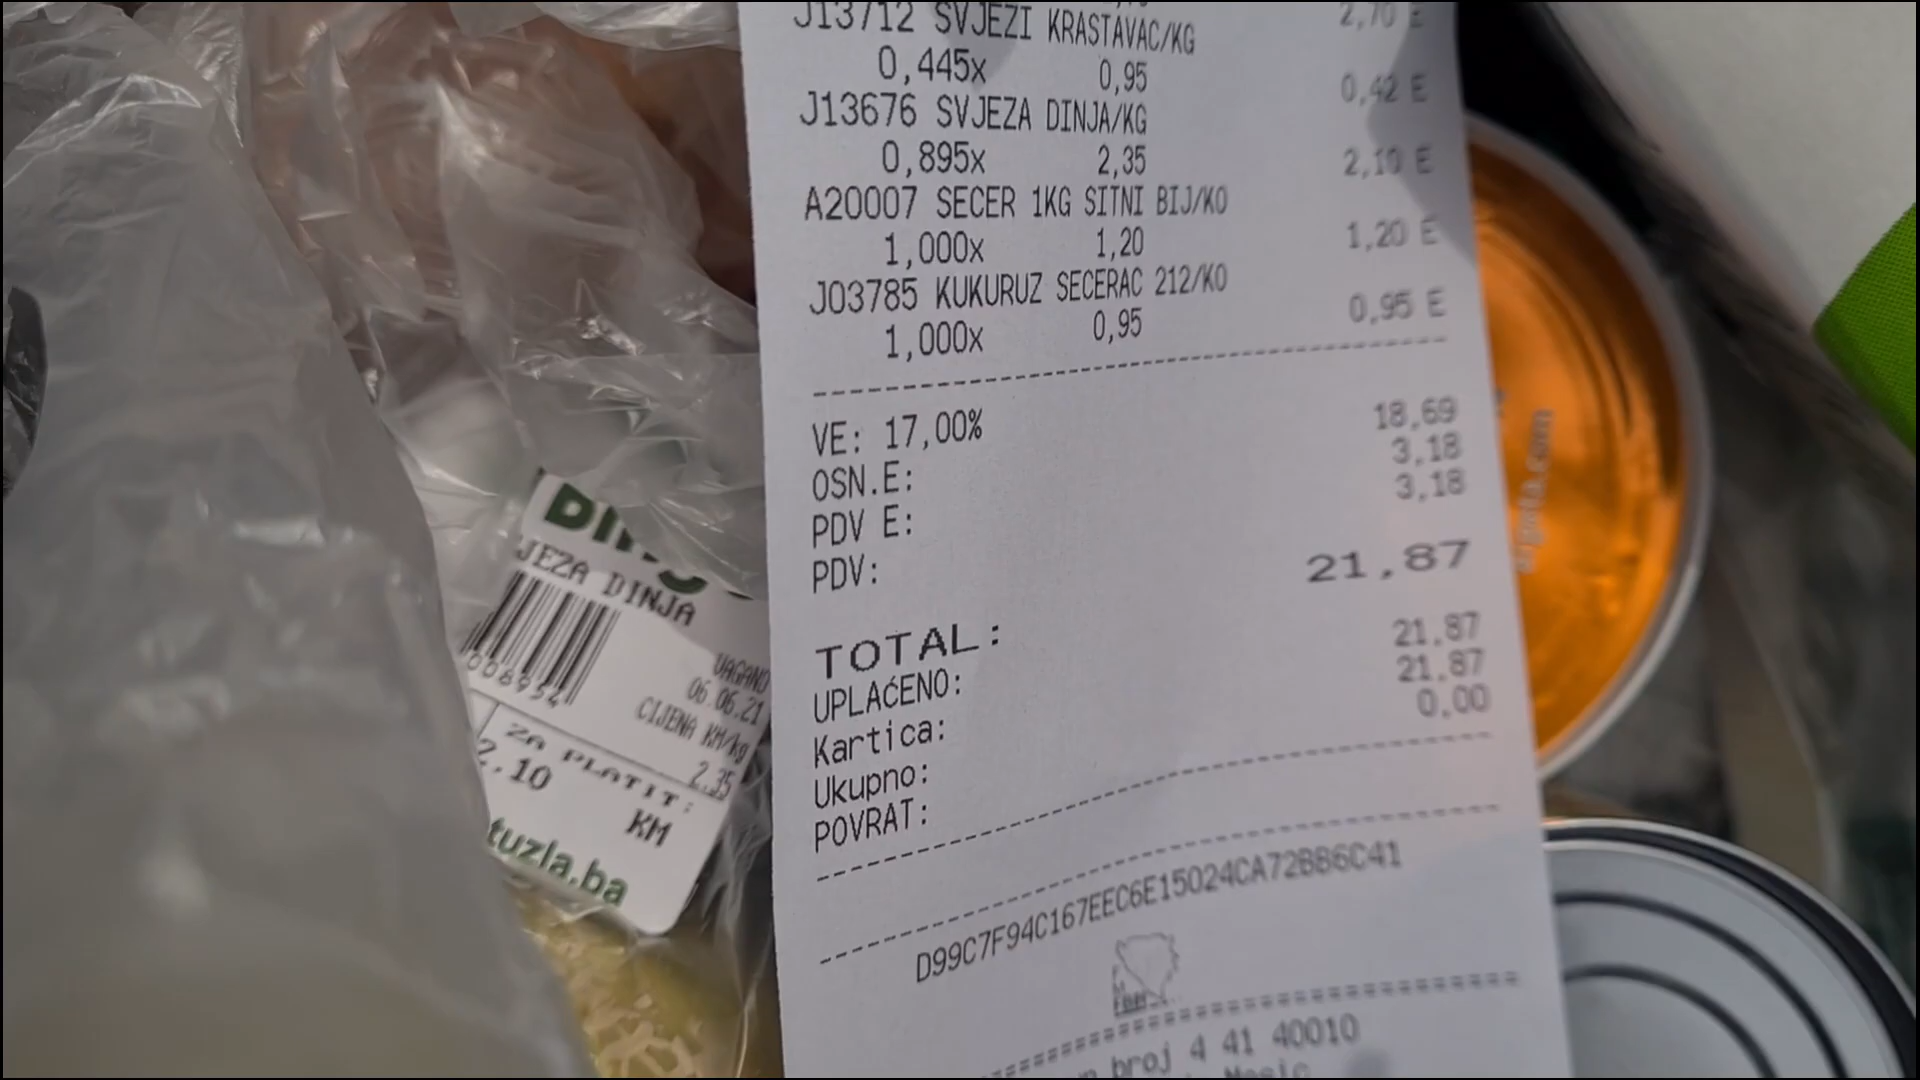 J13712 SVJEZI KRASTAVAC/KG 2,70 E
0,445x 0,95 0,42 E
J13676 SVJEZA DINJA/KG
0,895x 2,35 2,10 E
A20007 SECER 1KG SITNI BIJ/KO
1,000x 1,20 1,20 E
J03785 KUKURUZ SECERAC 212/KO
1,000x 0,95 0,95 E
VE: 17,00%
OSN.E: 18,69
PDV E: 3,18
PDV: 3,18
TOTAL: 21,87
UPLAĆENO:
Kartica: 21,87
Ukupno: 21,87
POVRAT: 0,00
D99C7F94C167EEC6E15024CA72B86C41
broj 4 41 40010
JEZA DINJA
008954
VAGANO
06.06.21
CIJENA KM/kg
2.35
ZA PLATIT:
2.10 KM
tuzla.ba